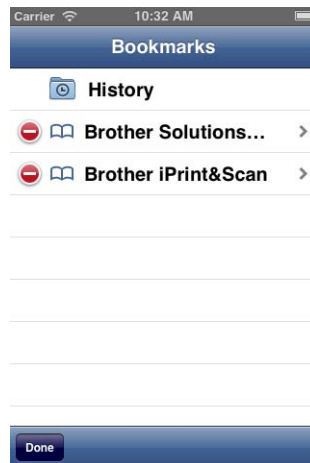 Carrier 10:32 AM
Bookmarks
History
Brother Solutions...
Brother iPrint&Scan
Done